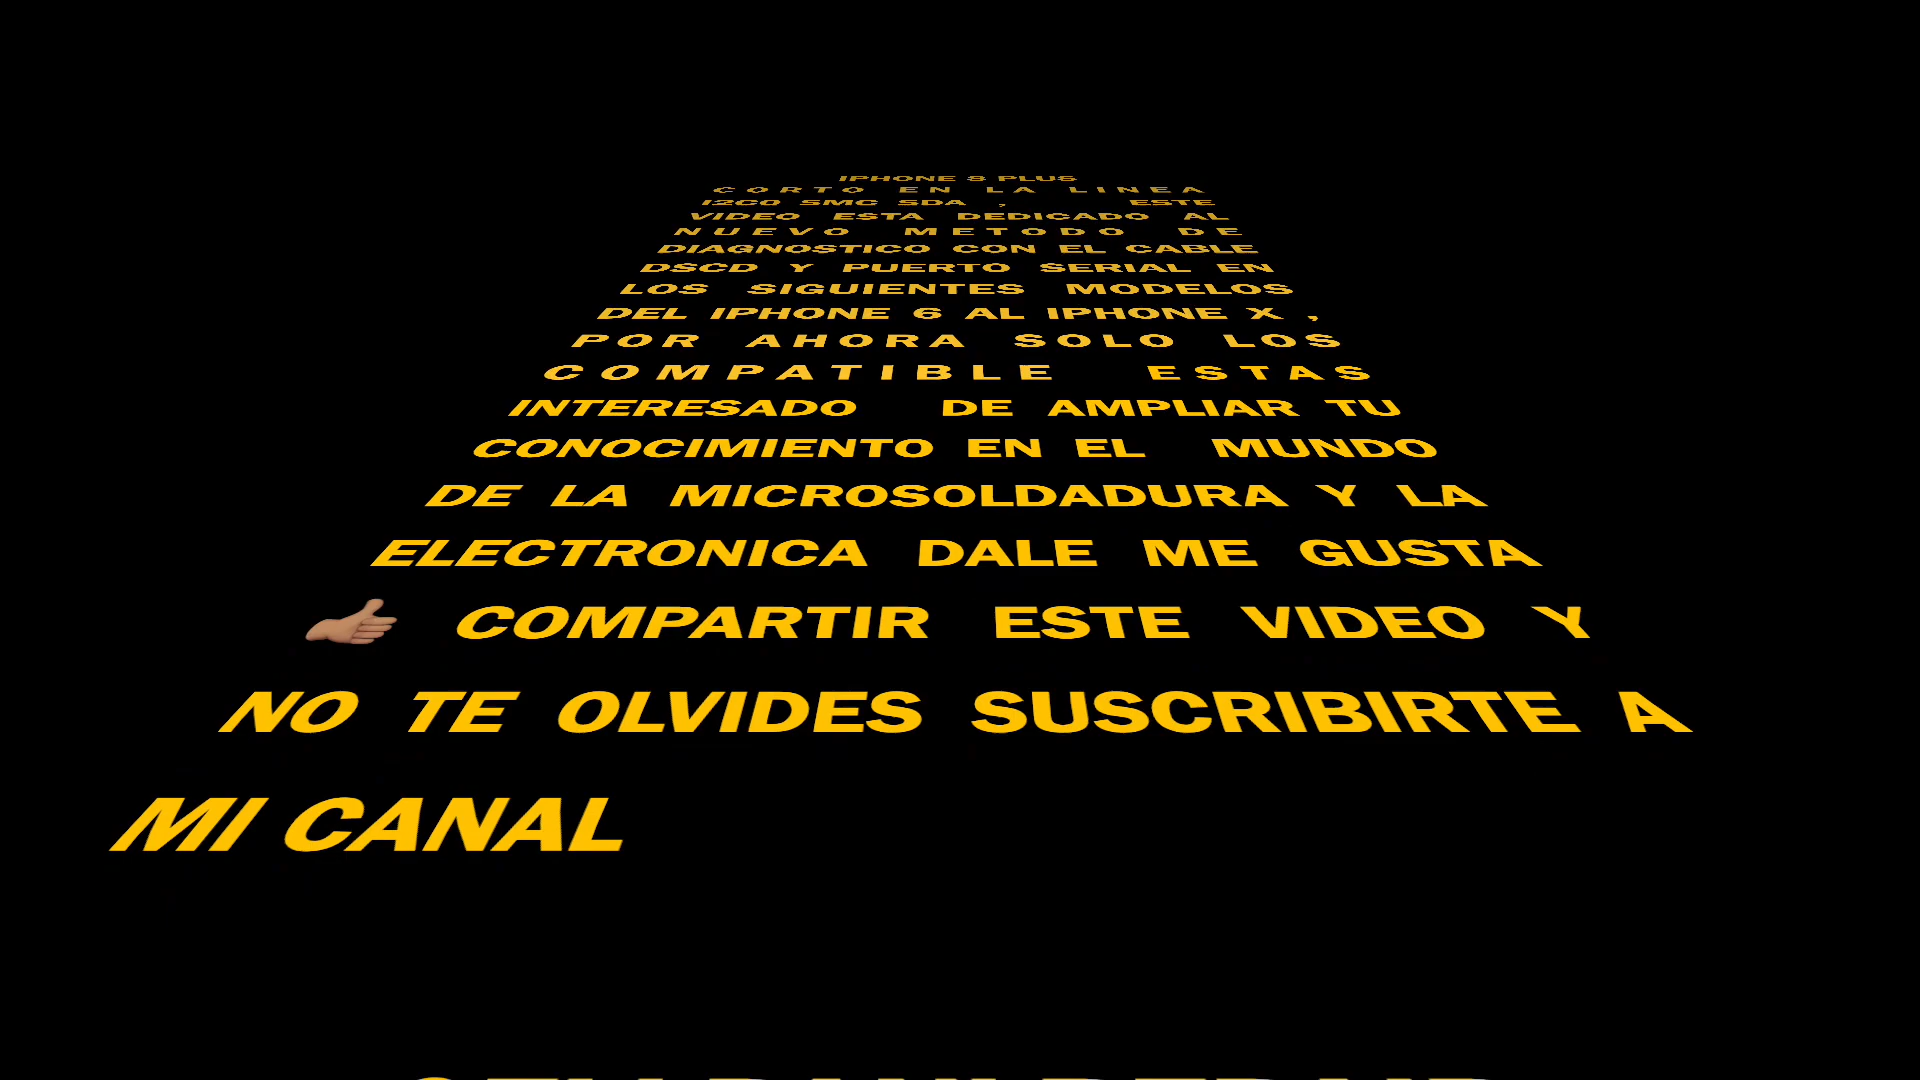 IPHONE 8 PLUS
CORTO EN LA LINEA
I2C0 SMC SDA , ESTE
VIDEO ESTA DEDICADO AL
NUEVO METODO DE
DIAGNOSTICO CON EL CABLE
DSCD Y PUERTO SERIAL EN
LOS SIGUIENTES MODELOS
DEL IPHONE 6 AL IPHONE X ,
POR AHORA SOLO LOS
COMPATIBLE ESTAS
INTERESADO DE AMPLIAR TU
CONOCIMIENTO EN EL MUNDO
DE LA MICROSOLDADURA Y LA
ELECTRONICA DALE ME GUSTA
👍🏽 COMPARTIR ESTE VIDEO Y
NO TE OLVIDES SUSCRIBIRTE A
MI CANAL